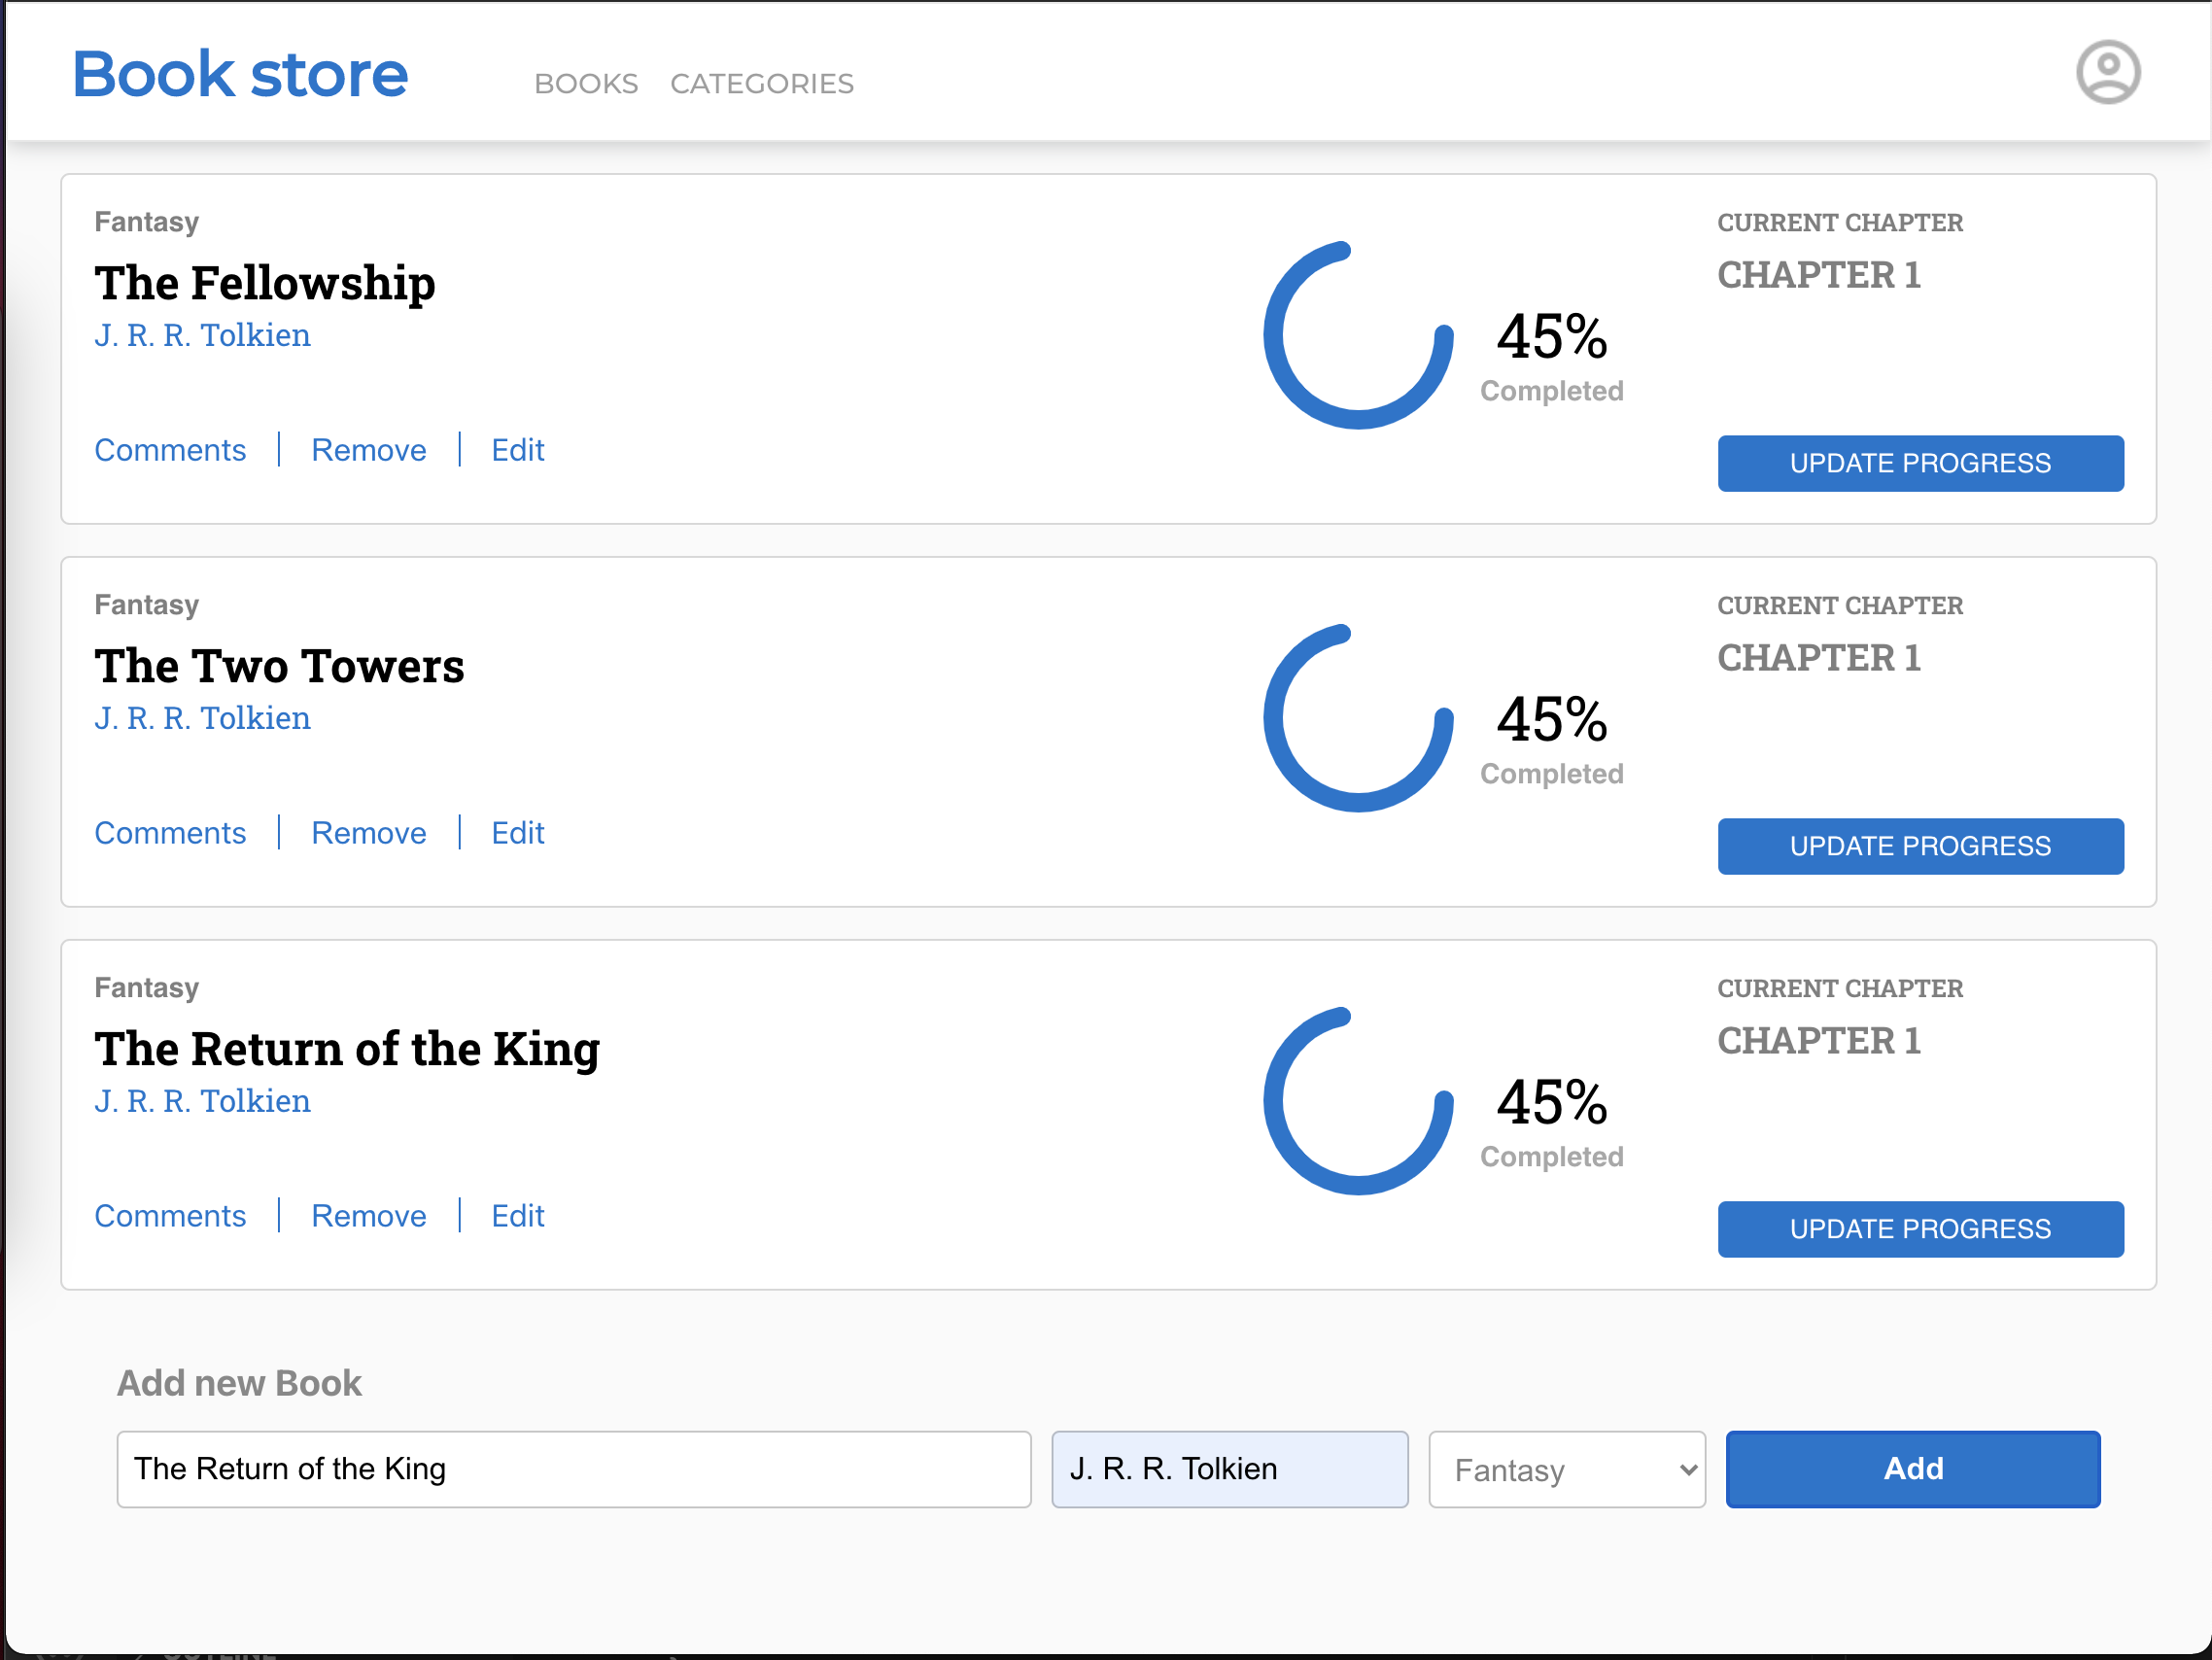 Book store
BOOKS CATEGORIES
Fantasy
The Fellowship
J. R. R. Tolkien
Comments Remove Edit
45%
Completed
CURRENT CHAPTER
CHAPTER 1
UPDATE PROGRESS
Fantasy
The Two Towers
J. R. R. Tolkien
Comments Remove Edit
45%
Completed
CURRENT CHAPTER
CHAPTER 1
UPDATE PROGRESS
Fantasy
The Return of the King
J. R. R. Tolkien
Comments Remove Edit
45%
Completed
CURRENT CHAPTER
CHAPTER 1
UPDATE PROGRESS
Add new Book
The Return of the King J. R. R. Tolkien Fantasy Add